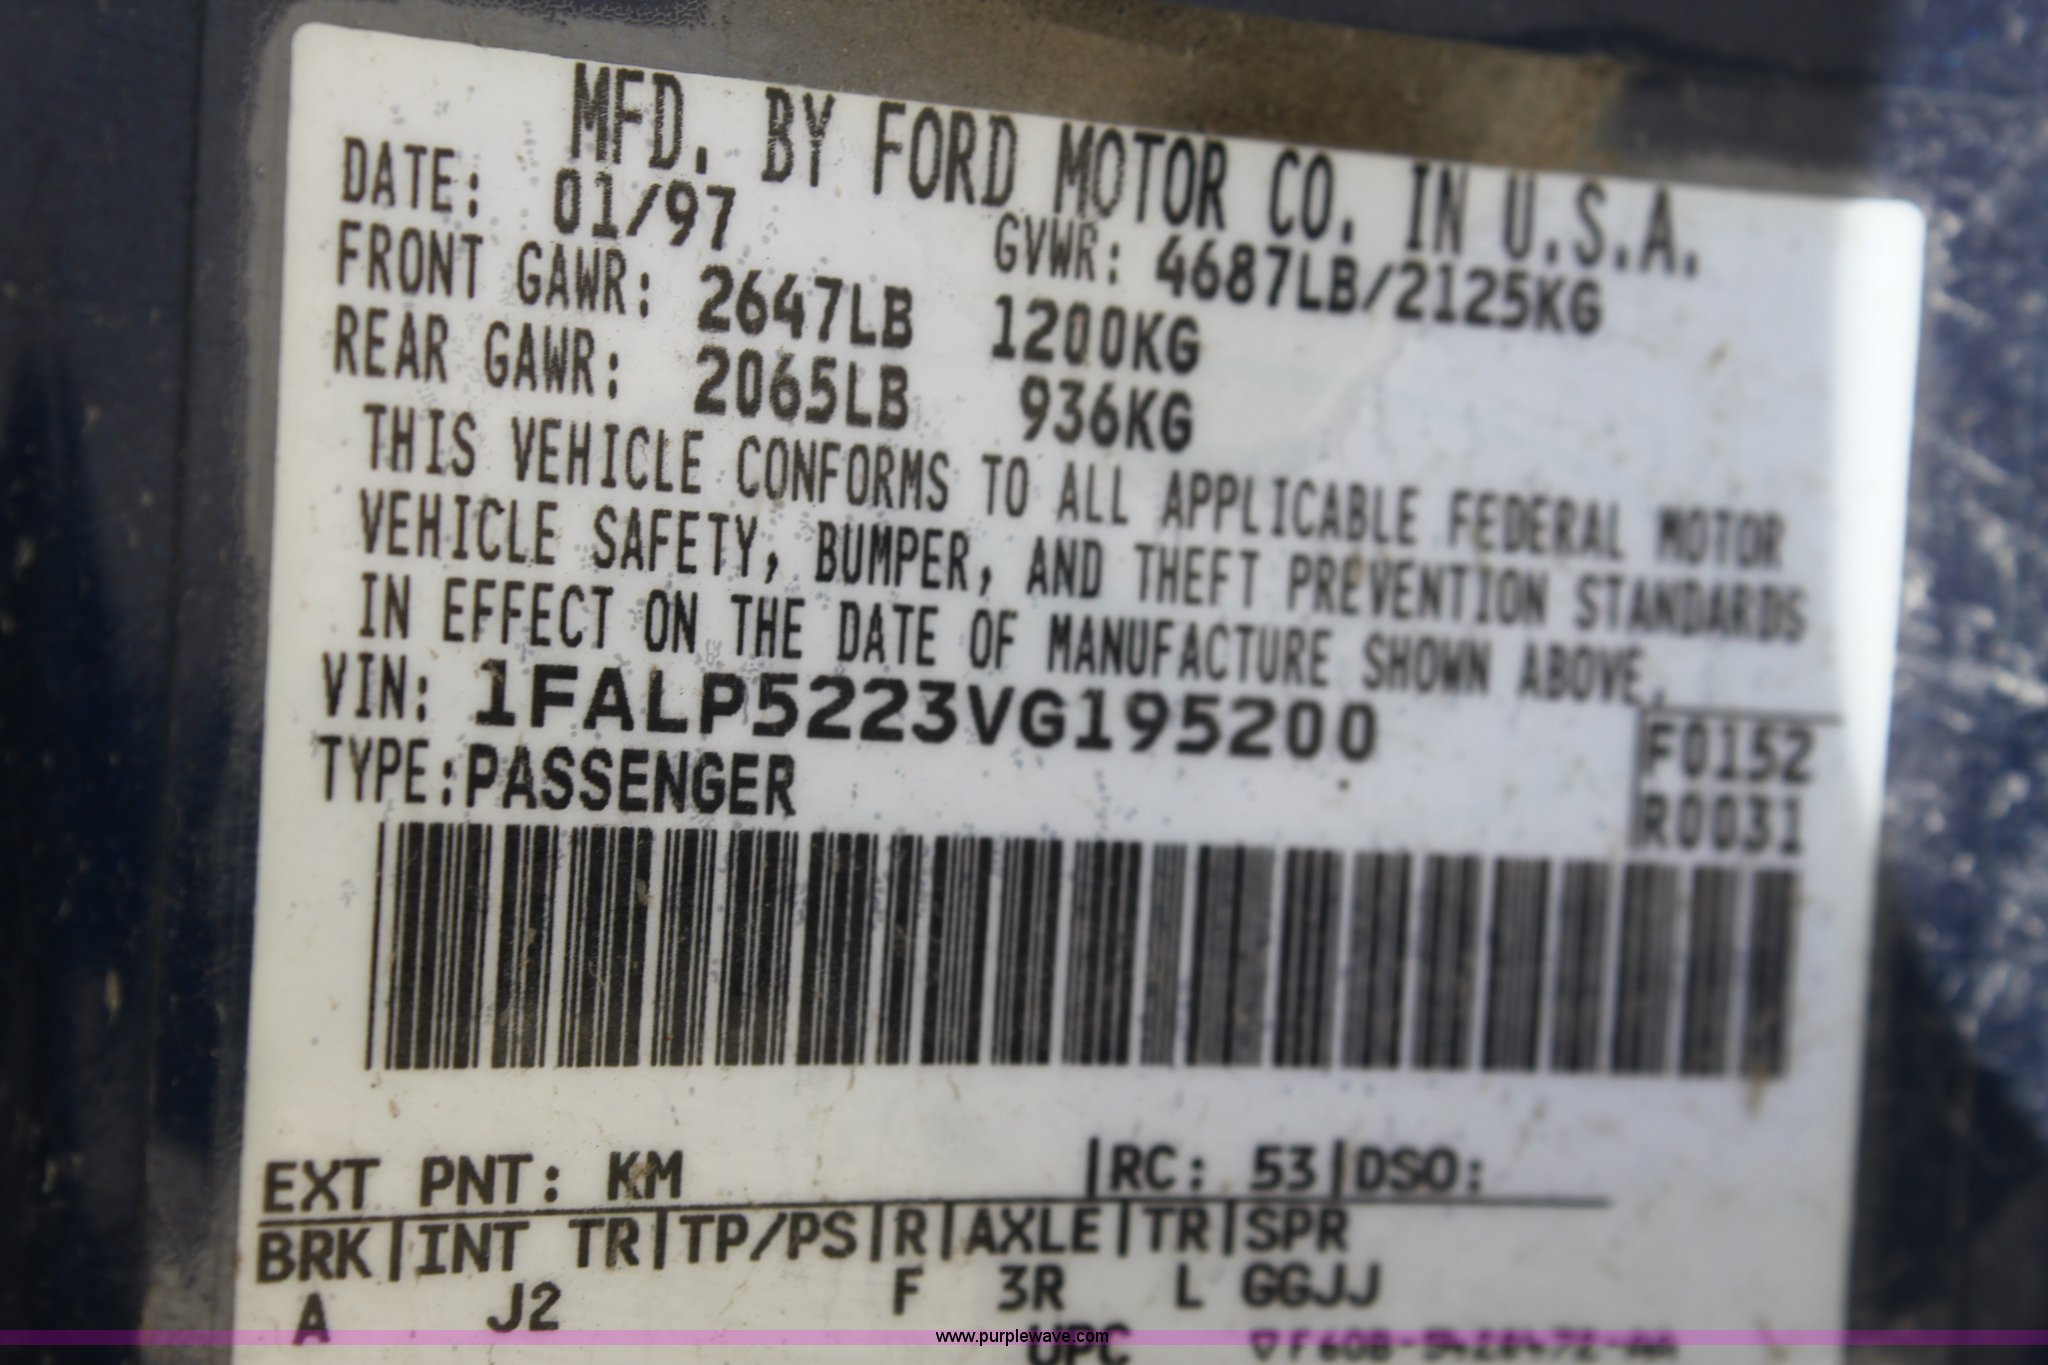 MFD. BY FORD MOTOR CO. IN U.S.A.
DATE: 01/97 GVWR: 4687LB/2125KG
FRONT GAWR: 2647LB 1200KG
REAR GAWR: 2065LB 936KG
THIS VEHICLE CONFORMS TO ALL APPLICABLE FEDERAL MOTOR
VEHICLE SAFETY, BUMPER, AND THEFT PREVENTION STANDARDS
IN EFFECT ON THE DATE OF MANUFACTURE SHOWN ABOVE.
VIN: 1FALP5223VG195200
F0152
TYPE:PASSENGER
R0031
EXT PNT: KM |RC: 53|DSO:
BRK|INT TR|TP/PS|R|AXLE|TR|SPR
A J2 F 3R L GGJJ
UPC
www.purplewave.com